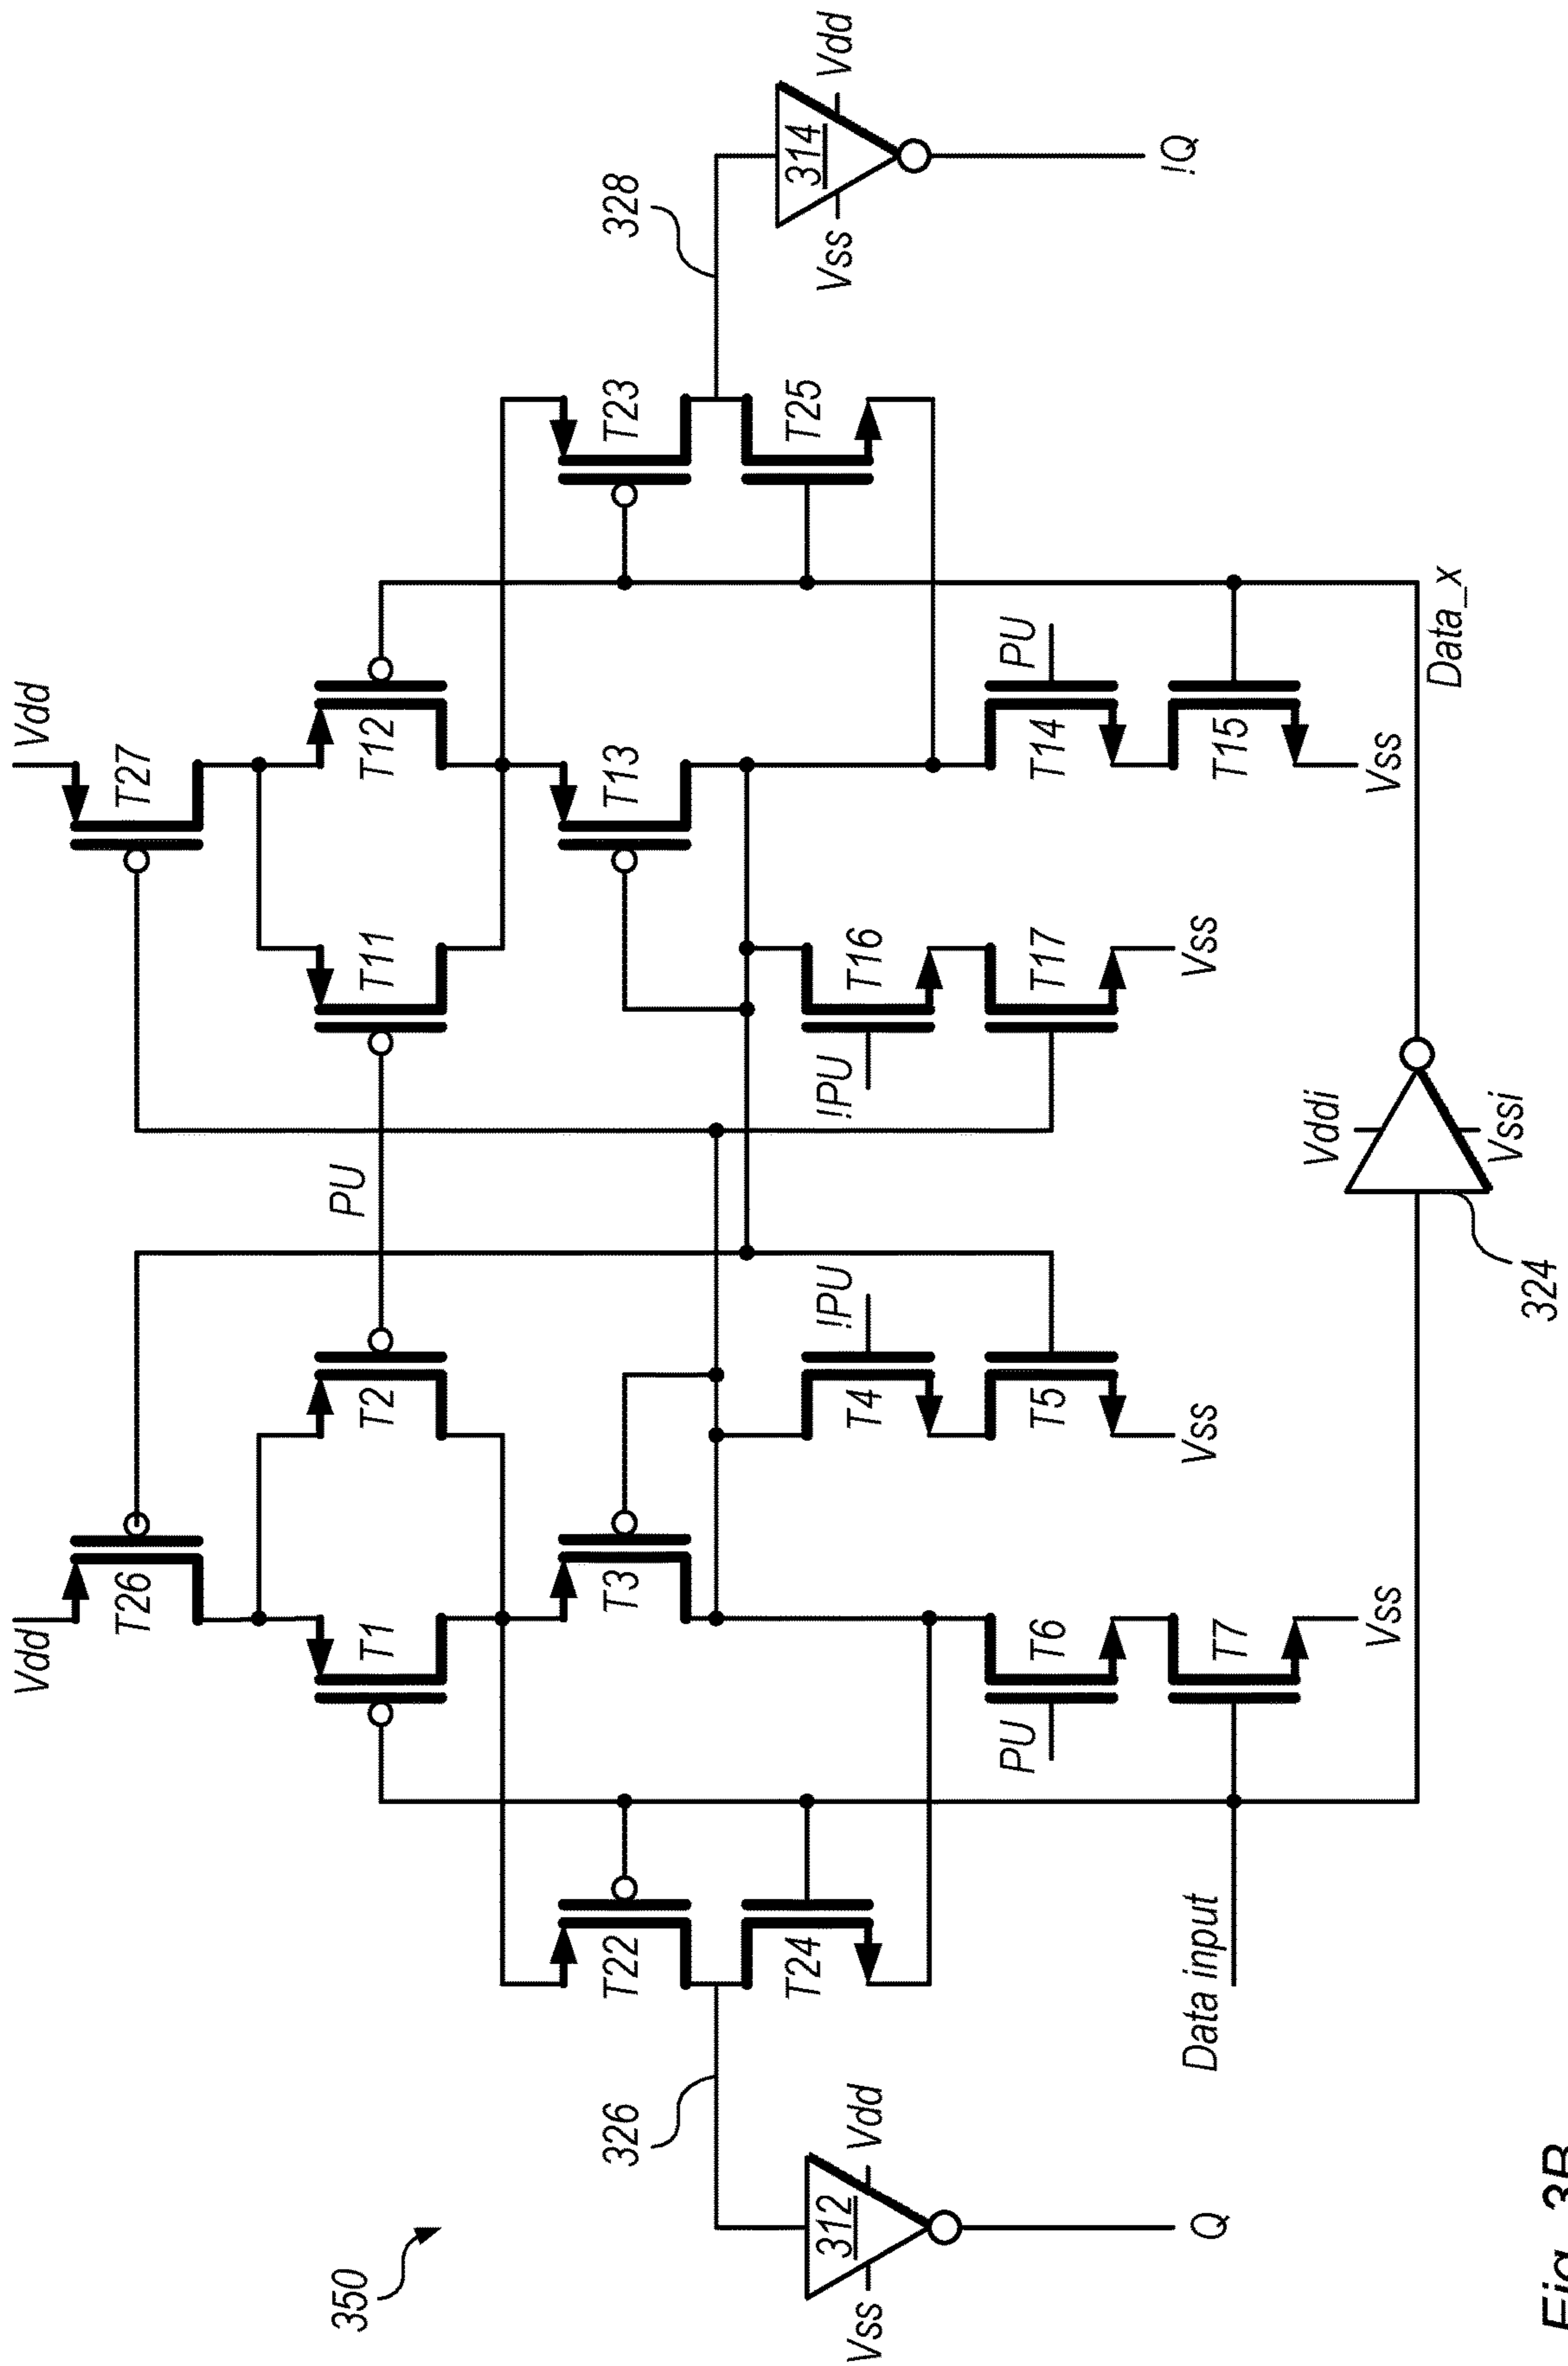 350
Vss
312
Vdd
Q
326
Data input
T22
T24
Vdd
T26
T1
T2
T3
T4
!PU
T5
Vss
PU
T6
T7
Vss
PU
Vdd
T27
T11
T12
T13
!PU
T16
T17
Vss
PU
T14
T15
Vss
T23
T25
328
Vss
314
Vdd
!Q
324
Vddi
Vssi
Data_x
Fig. 3B